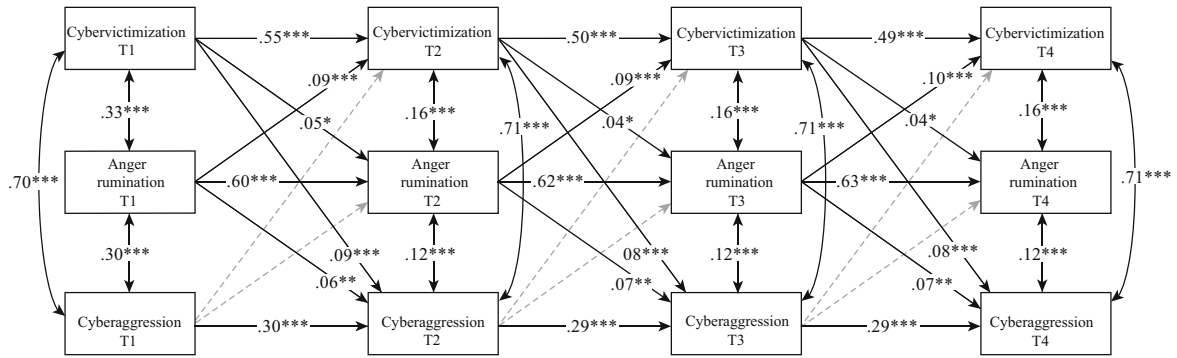 Cybervictimization
T1
Cybervictimization
T2
Cybervictimization
T3
Cybervictimization
T4
.55***
.50***
.49***
.09***
.09***
.10***
.33***
.05*
.16***
.71***
.04*
.16***
.71***
.04*
.16***
.70***
Anger
rumination
T1
Anger
rumination
T2
Anger
rumination
T3
Anger
rumination
T4
.60***
.62***
.63***
.71***
.30***
.09***
.12***
08***
.12***
.08***
.12***
.06**
.07**
.07**
Cyberaggression
T1
Cyberaggression
T2
Cyberaggression
T3
Cyberaggression
T4
.30***
.29***
.29***